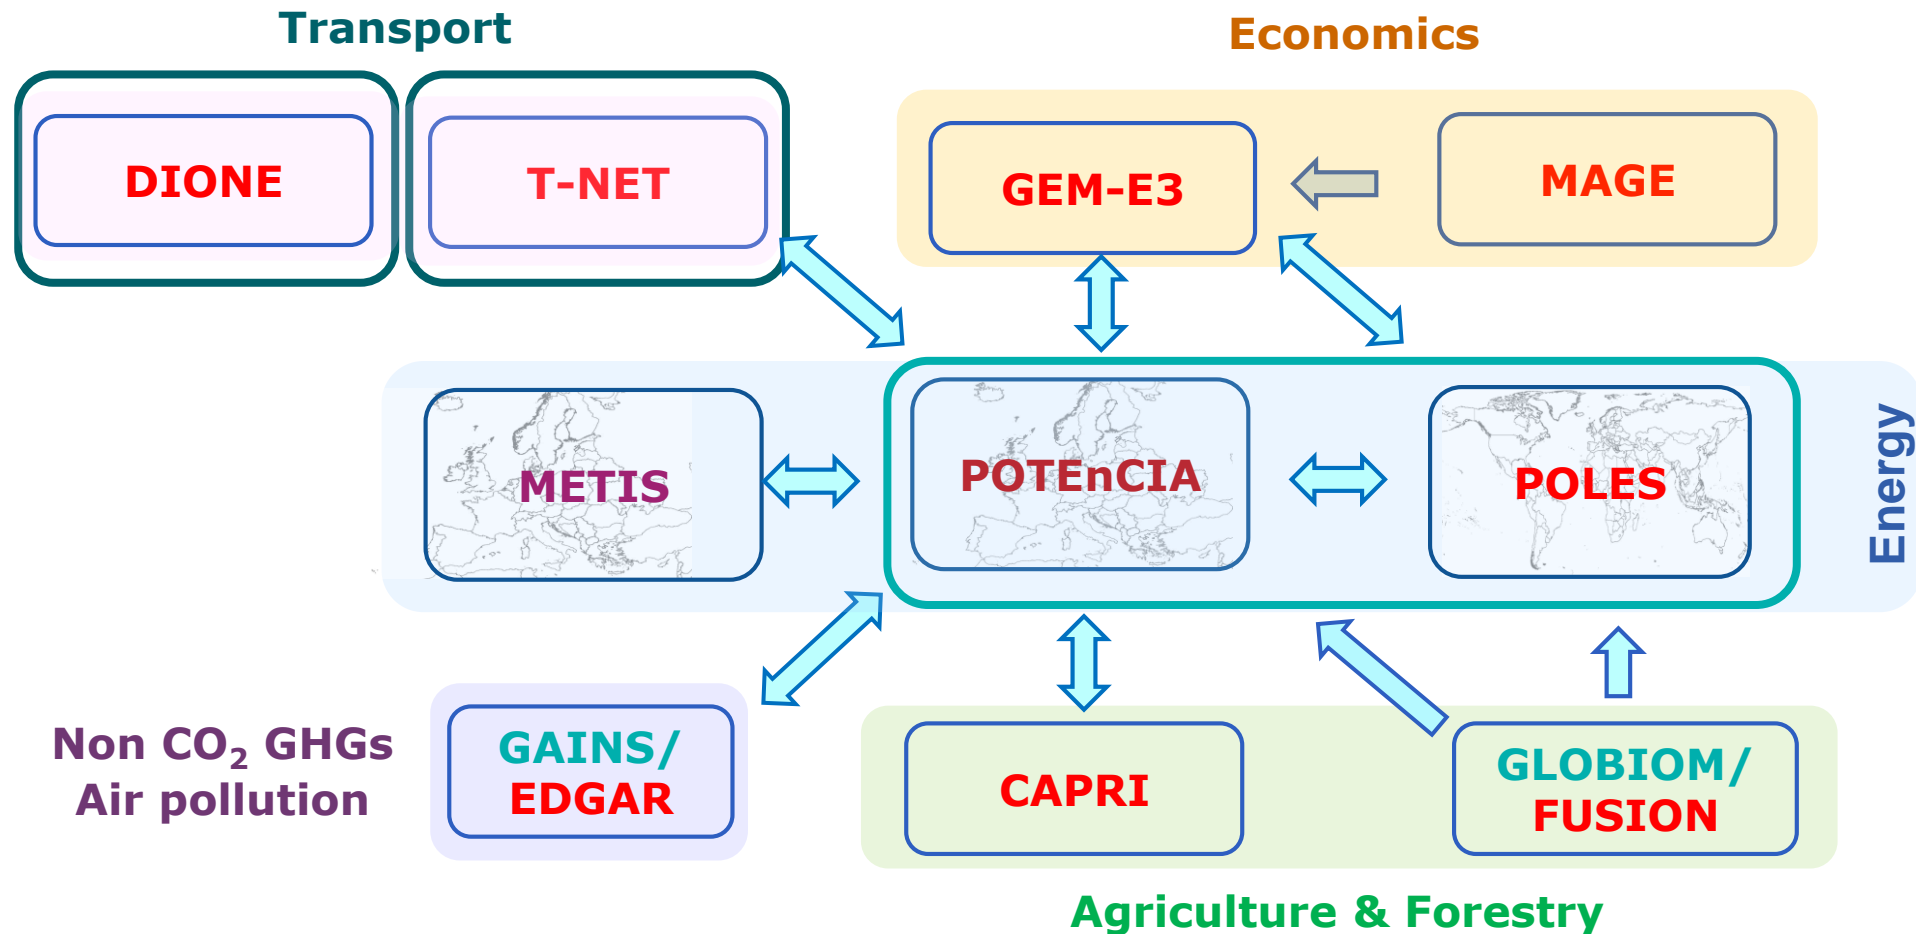 Transport
Economics
DIONE
T-NET
GEM-E3
MAGE
METIS
POTEnCIA
POLES
Energy
Non CO₂ GHGs
Air pollution
GAINS/
EDGAR
CAPRI
GLOBIOM/
FUSION
Agriculture & Forestry